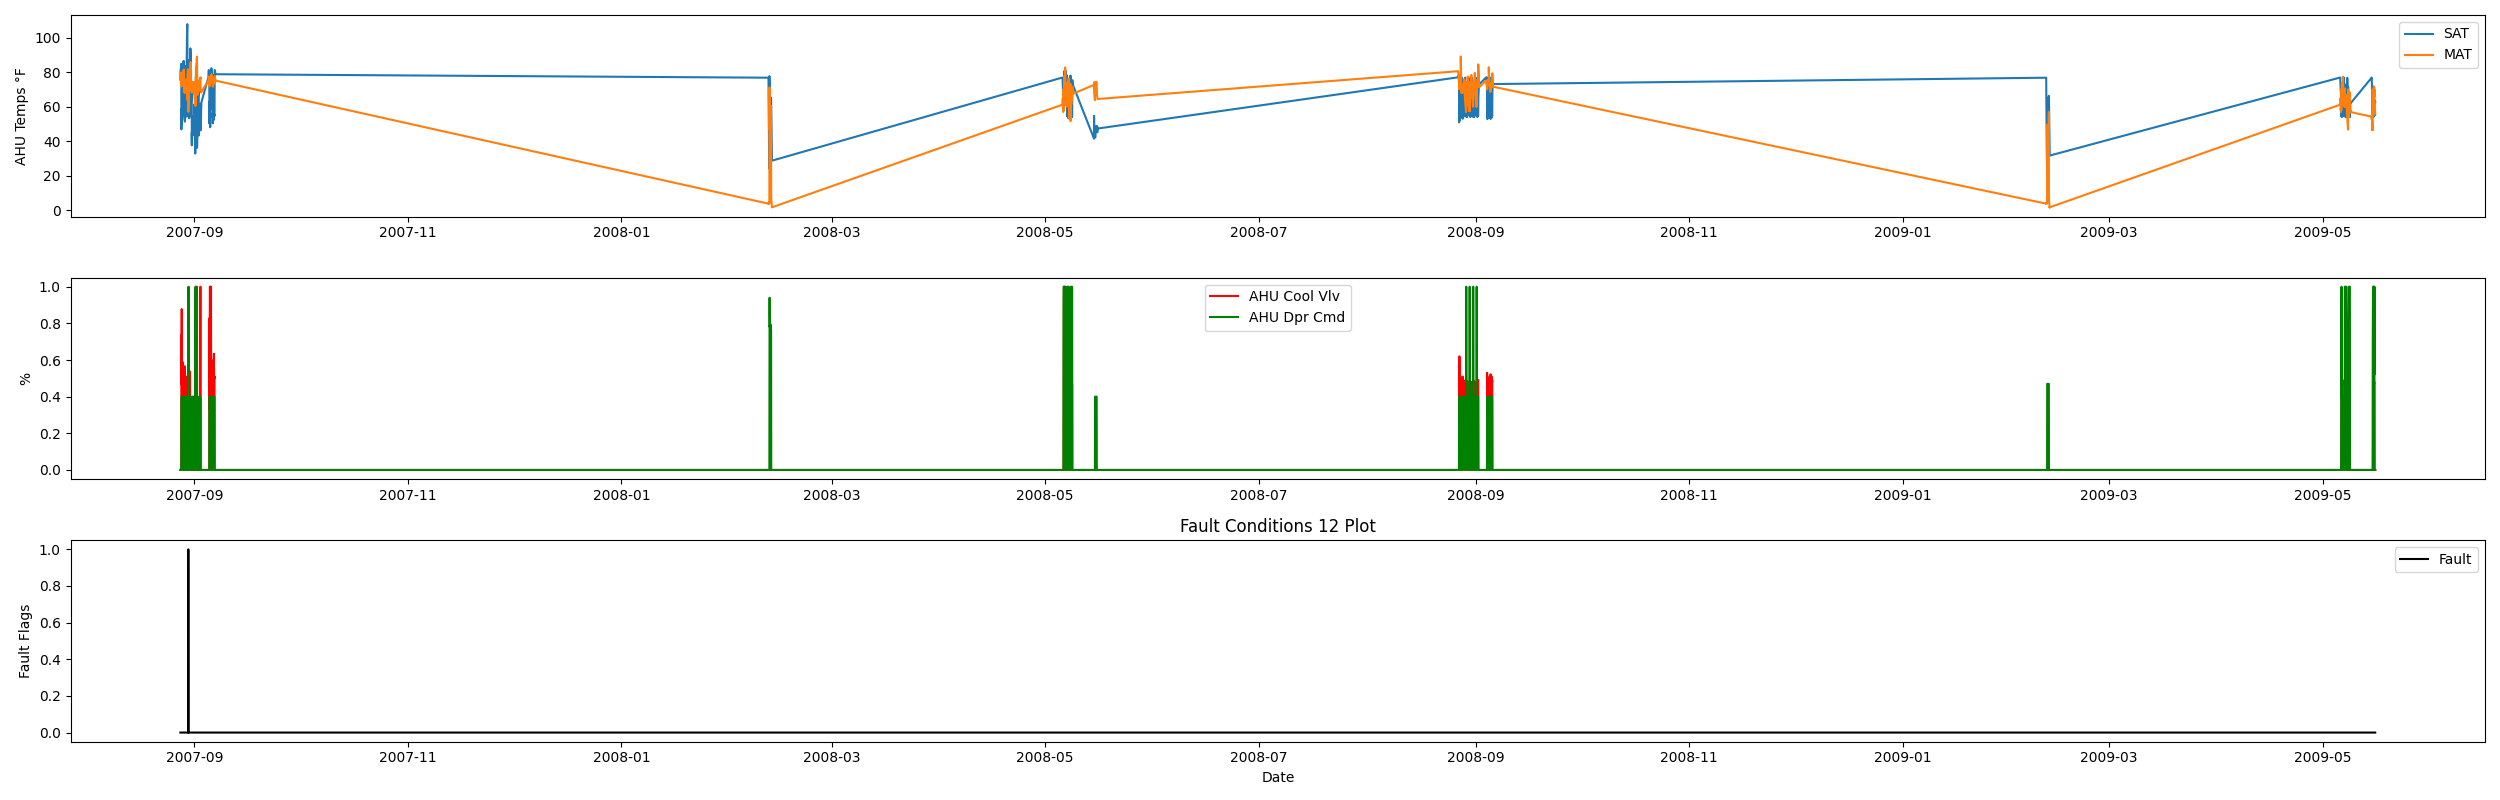 AHU Temps °F
100
80
60
40
20
0
SAT
MAT
2007-09 2007-11 2008-01 2008-03 2008-05 2008-07 2008-09 2008-11 2009-01 2009-03 2009-05
%
1.0
0.8
0.6
0.4
0.2
0.0
AHU Cool Vlv
AHU Dpr Cmd
2007-09 2007-11 2008-01 2008-03 2008-05 2008-07 2008-09 2008-11 2009-01 2009-03 2009-05
Fault Conditions 12 Plot
Fault Flags
1.0
0.8
0.6
0.4
0.2
0.0
Fault
2007-09 2007-11 2008-01 2008-03 2008-05 2008-07 2008-09 2008-11 2009-01 2009-03 2009-05
Date